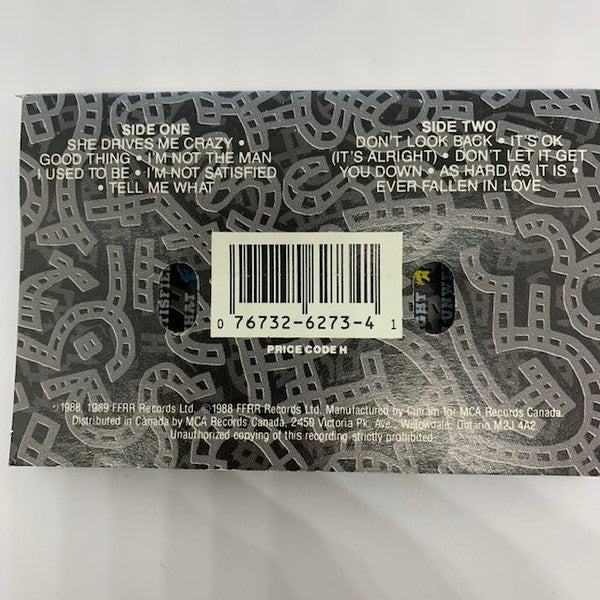 SIDE ONE
SHE DRIVES ME CRAZY •
GOOD THING • I'M NOT THE MAN
I USED TO BE • I'M NOT SATISFIED
• TELL ME WHAT
SIDE TWO
DON'T LOOK BACK • IT'S OK
(IT'S ALRIGHT) • DON'T LET IT GET
YOU DOWN • AS HARD AS IT IS •
EVER FALLEN IN LOVE
0 76732-6273-4 1
PRICE CODE H
℗ 1988, 1989 FFRR Records Ltd. © 1988 FFRR Records Ltd. Manufactured by Cinram for MCA Records Canada.
Distributed in Canada by MCA Records Canada, 2450 Victoria Pk. Ave., Willowdale, Ontario M2J 4A2.
Unauthorized copying of this recording strictly prohibited.